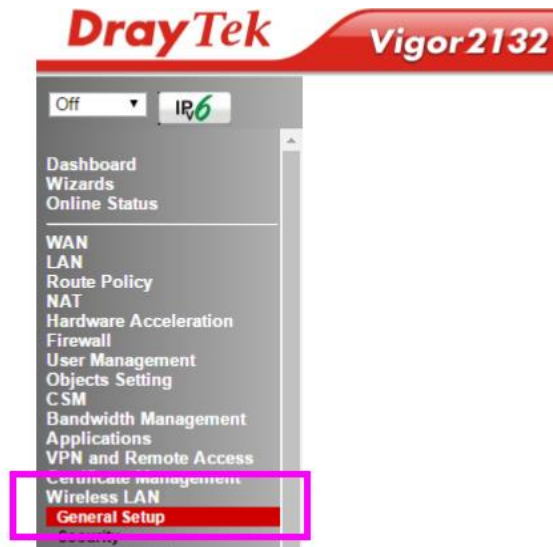 DrayTek Vigor2132
Off IPv6
Dashboard
Wizards
Online Status
WAN
LAN
Route Policy
NAT
Hardware Acceleration
Firewall
User Management
Objects Setting
CSM
Bandwidth Management
Applications
VPN and Remote Access
Certificate Management
Wireless LAN
General Setup
Security